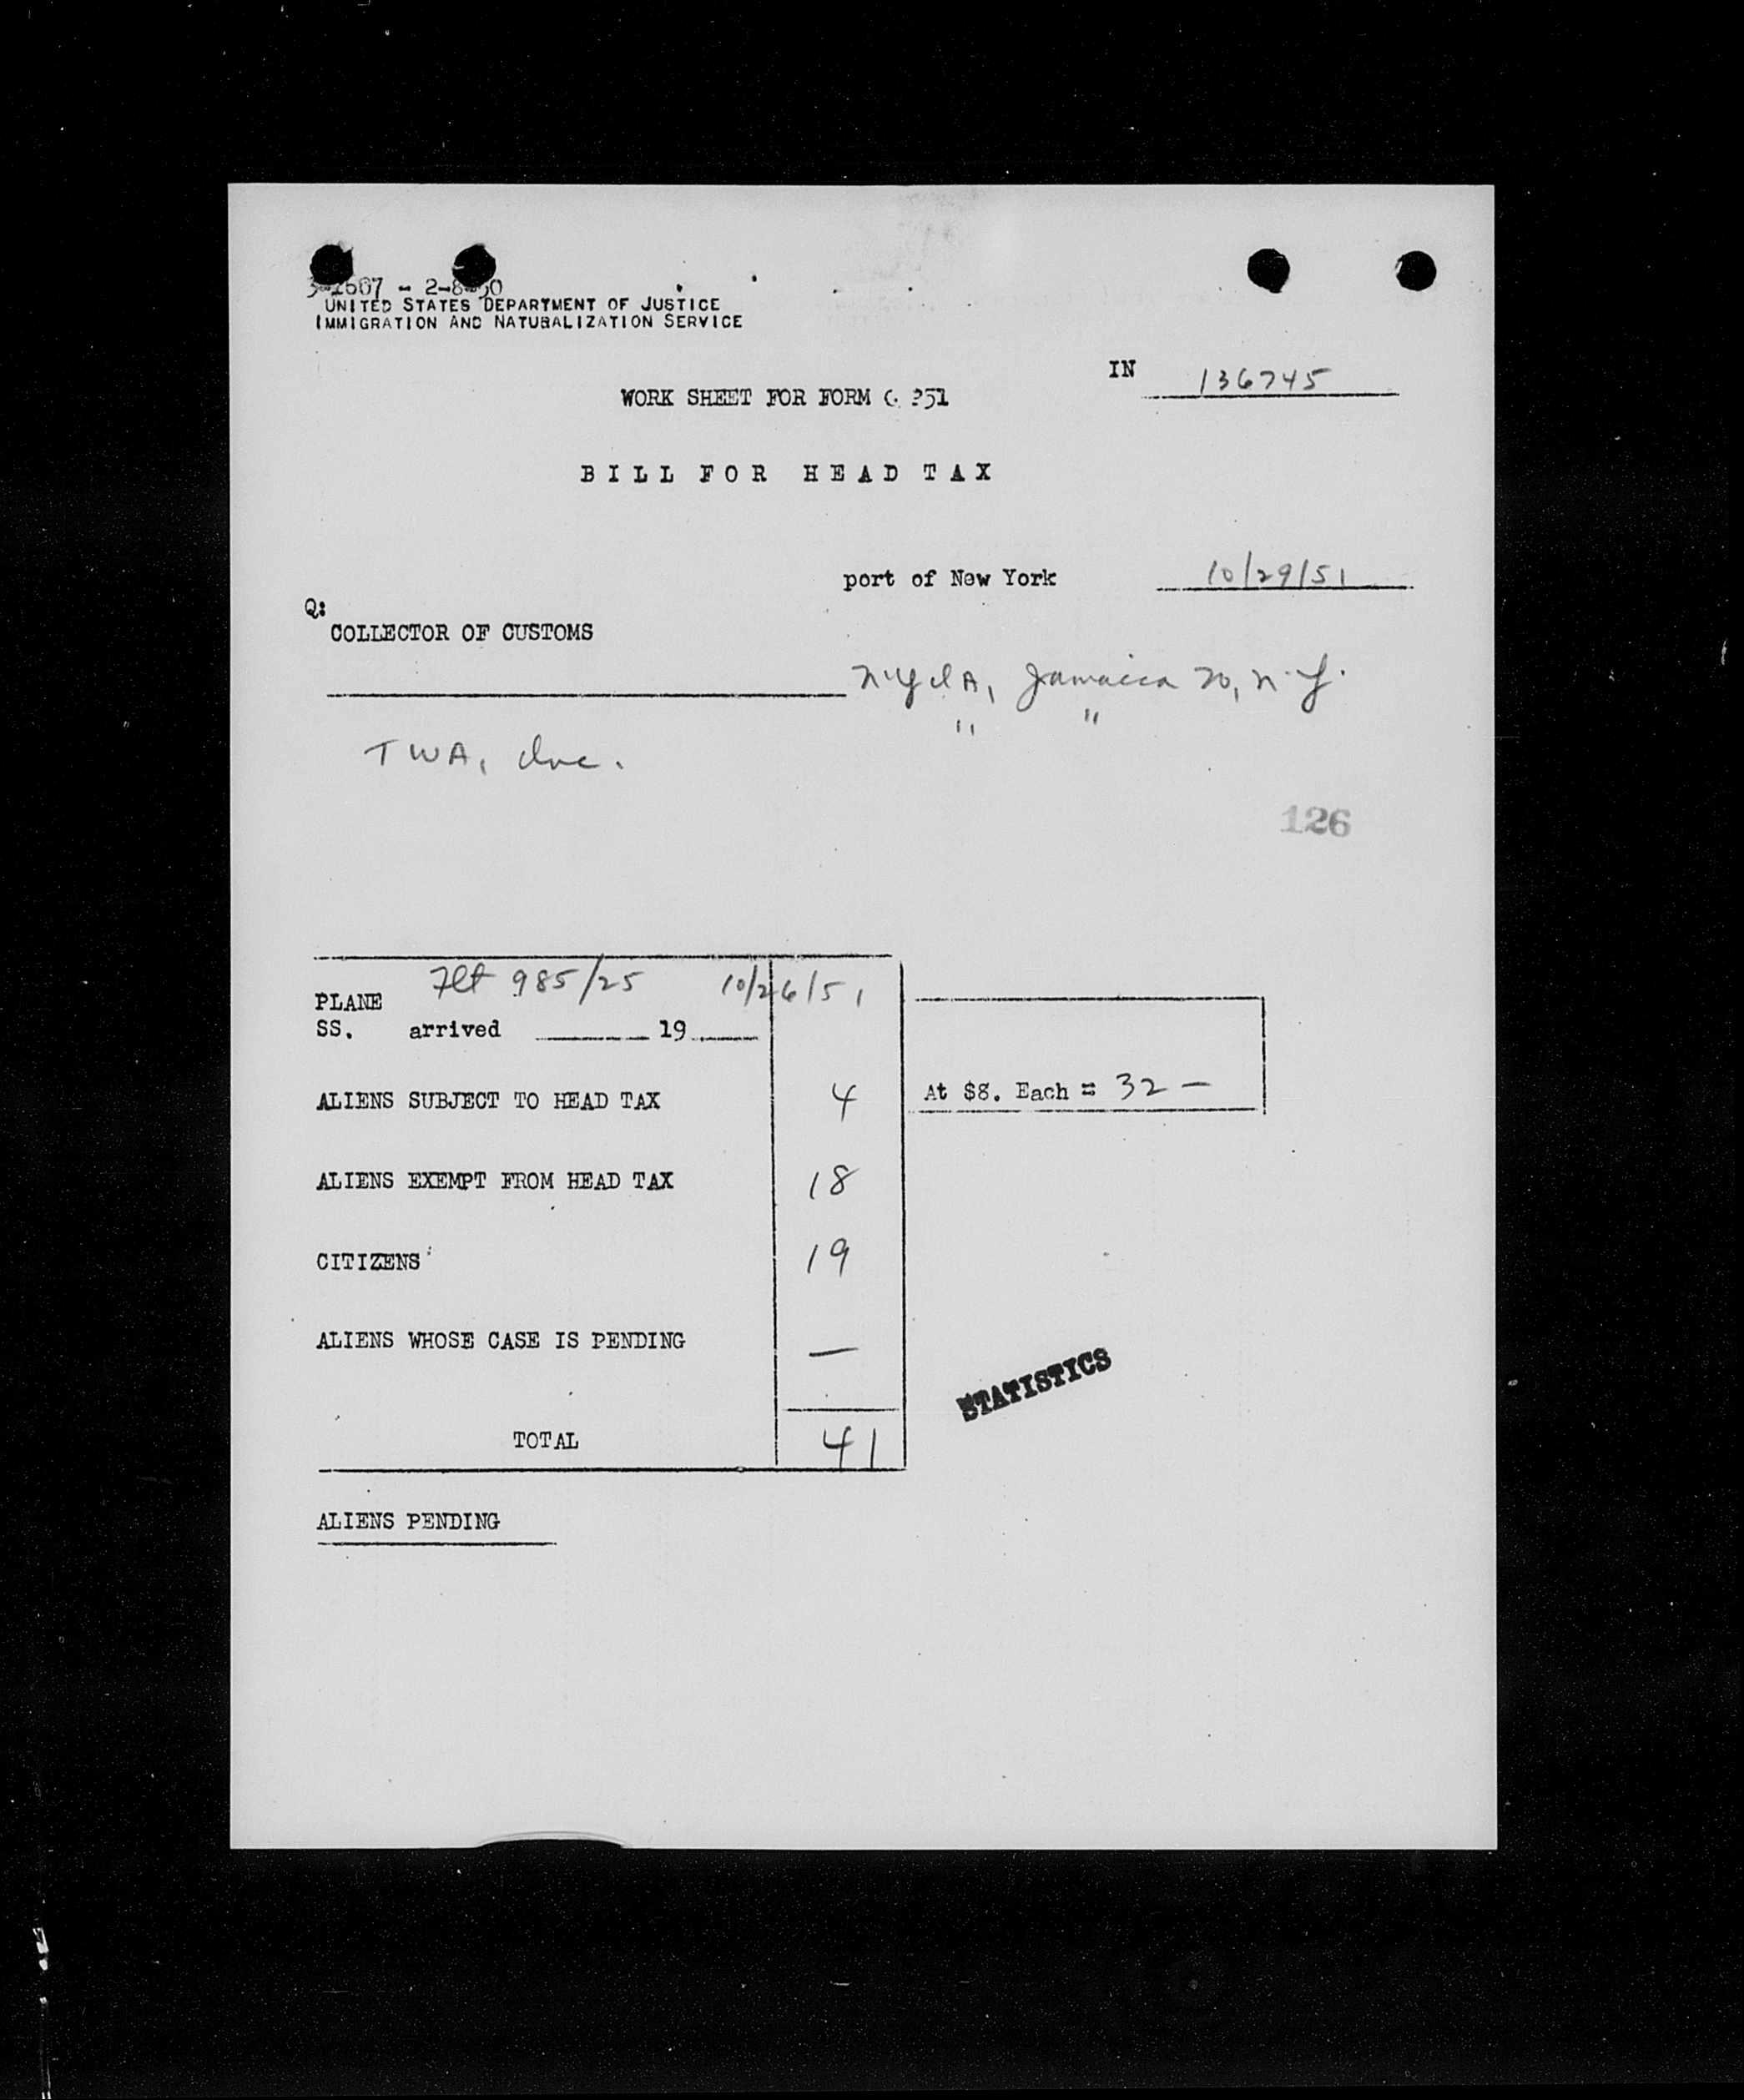 UNITED STATES DEPARTMENT OF JUSTICE
IMMIGRATION AND NATURALIZATION SERVICE
IN 136745
WORK SHEET FOR FORM
BILL FOR HEAD TAX
port of New York 10/29/51
Q:
COLLECTOR OF CUSTOMS
N.Y.I.A, Jamaica 20, N.Y.
" "
TWA, Inc.
126
Flt 985/25 10/26/51
PLANE
SS. arrived 19
ALIENS SUBJECT TO HEAD TAX 4 At $8. Each = 32 —
ALIENS EXEMPT FROM HEAD TAX 18
CITIZENS 19
ALIENS WHOSE CASE IS PENDING —
STATISTICS
TOTAL 41
ALIENS PENDING